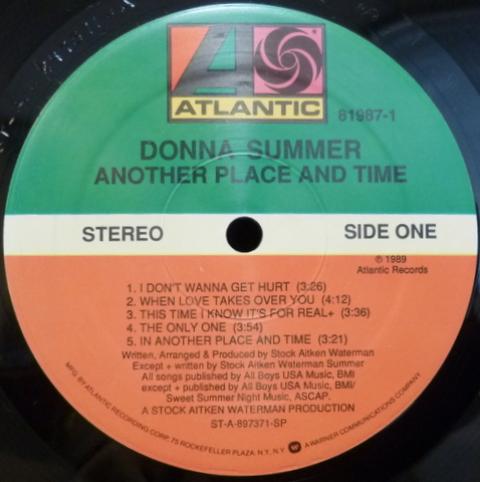 ATLANTIC
81987-1
DONNA SUMMER
ANOTHER PLACE AND TIME
STEREO
SIDE ONE
℗ 1989
Atlantic Records
1. I DON'T WANNA GET HURT (3:26)
2. WHEN LOVE TAKES OVER YOU (4:12)
3. THIS TIME I KNOW IT'S FOR REAL+ (3:36)
4. THE ONLY ONE (3:54)
5. IN ANOTHER PLACE AND TIME (3:21)
Written, Arranged & Produced by Stock Aitken Waterman
Except + written by Stock Aitken Waterman Summer
All songs published by All Boys USA Music, BMI/
except + published by All Boys USA Music, BMI/
Sweet Summer Night Music, ASCAP.
A STOCK AITKEN WATERMAN PRODUCTION
ST-A-897371-SP
MFG. BY ATLANTIC RECORDING CORP., 75 ROCKEFELLER PLAZA, N.Y., N.Y. A WARNER COMMUNICATIONS COMPANY